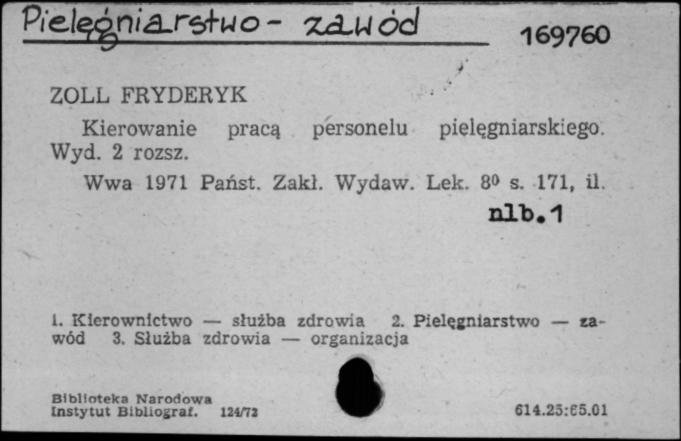 Pielęgniarstwo - zawód
169760
ZOLL FRYDERYK
Kierowanie pracą personelu pielęgniarskiego.
Wyd. 2 rozsz.
Wwa 1971 Państ. Zakł. Wydaw. Lek. 8⁰ s. 171, il.
nlb. 1
1. Kierownictwo — służba zdrowia 2. Pielęgniarstwo — za-
wód 3. Służba zdrowia — organizacja
Biblioteka Narodowa
Instytut Bibliograf. 124/72
614.25:65.01